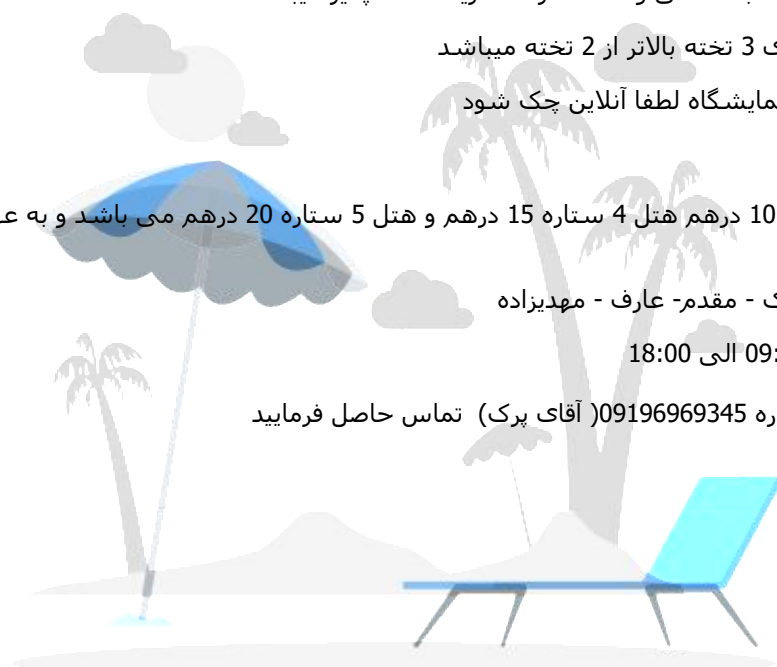 3 تخته بالاتر از 2 تخته میباشد
لطفا آنلاین چک شود
10 درهم هتل 4 ستاره 15 درهم و هتل 5 ستاره 20 درهم می باشد و به
- مقدم- عارف - مهدیزاده
09: الی 18:00
09196969345( آقای پرک) تماس حاصل فرمایید